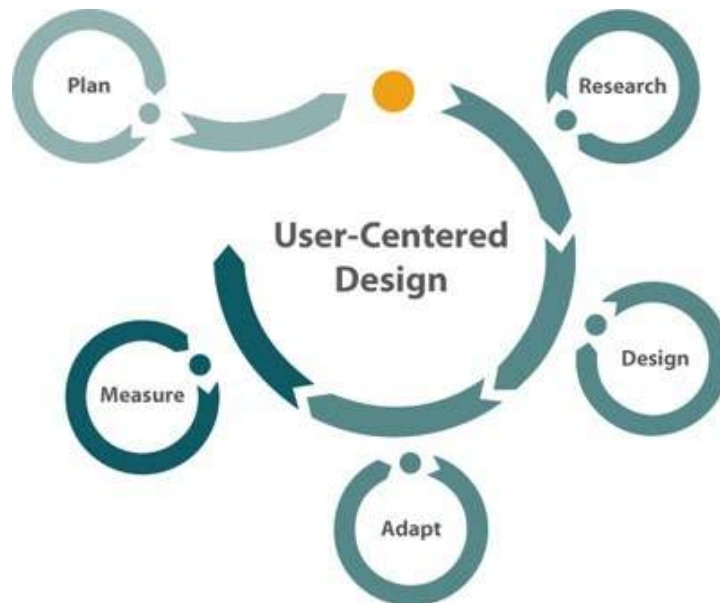 Plan
Research
User-Centered
Design
Design
Measure
Adapt